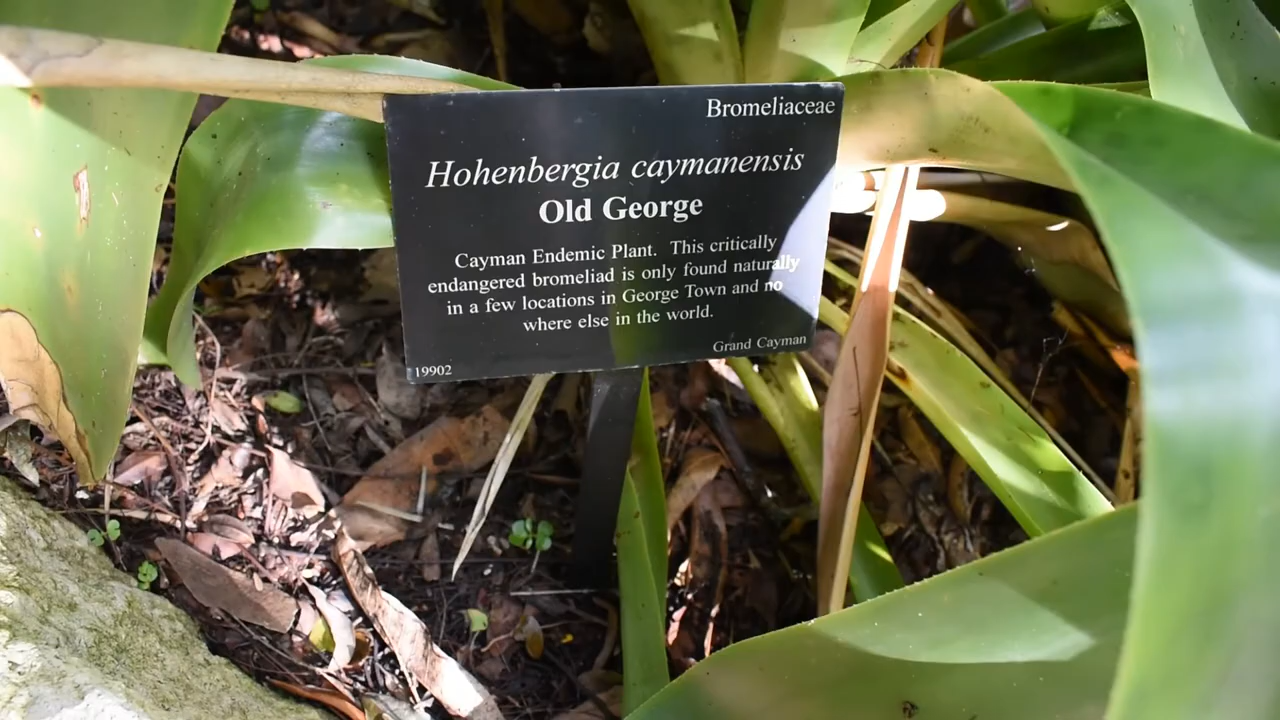 Bromeliaceae
Hohenbergia caymanensis
Old George
Cayman Endemic Plant. This critically
endangered bromeliad is only found naturally
in a few locations in George Town and no
where else in the world.
Grand Cayman
19902